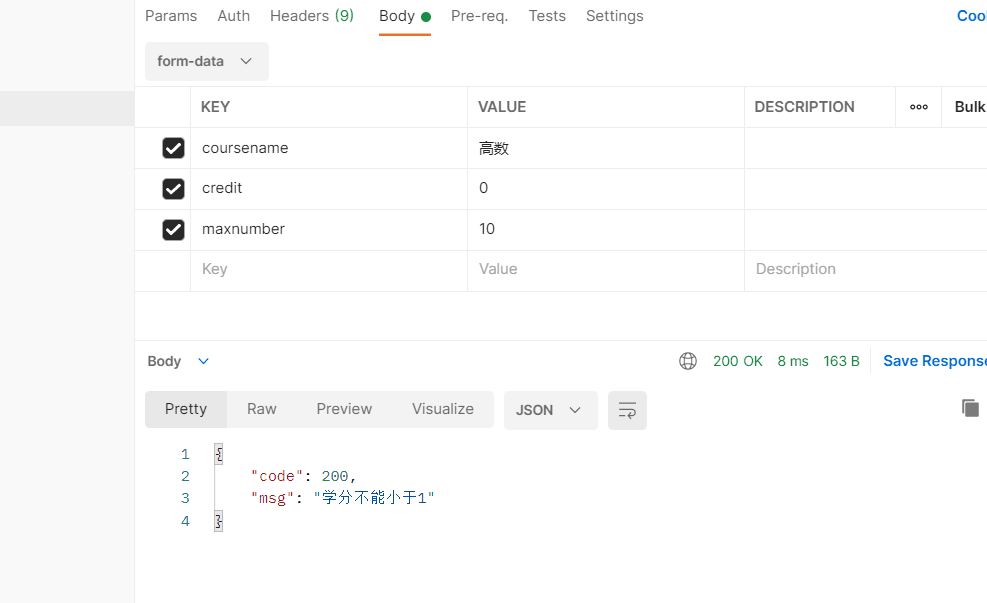 Params Auth Headers (9) Body Pre-req. Tests Settings Coo
form-data
KEY VALUE DESCRIPTION ooo Bulk
coursename 高数
credit 0
maxnumber 10
Key Value Description
Body 200 OK 8 ms 163 B Save Response
Pretty Raw Preview Visualize JSON
1 {
2 "code": 200,
3 "msg": "学分不能小于1"
4 }